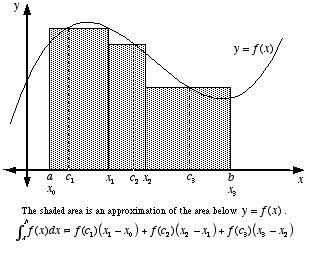 y
y = f(x)
a c₁ x₁ c₂ x₂ c₃ b x
x₀ x₃
The shaded area is an approximation of the area below y = f(x) .
∫ₐᵇ f(x)dx = f(c₁)(x₁ − x₀) + f(c₂)(x₂ − x₁) + f(c₃)(x₃ − x₂)